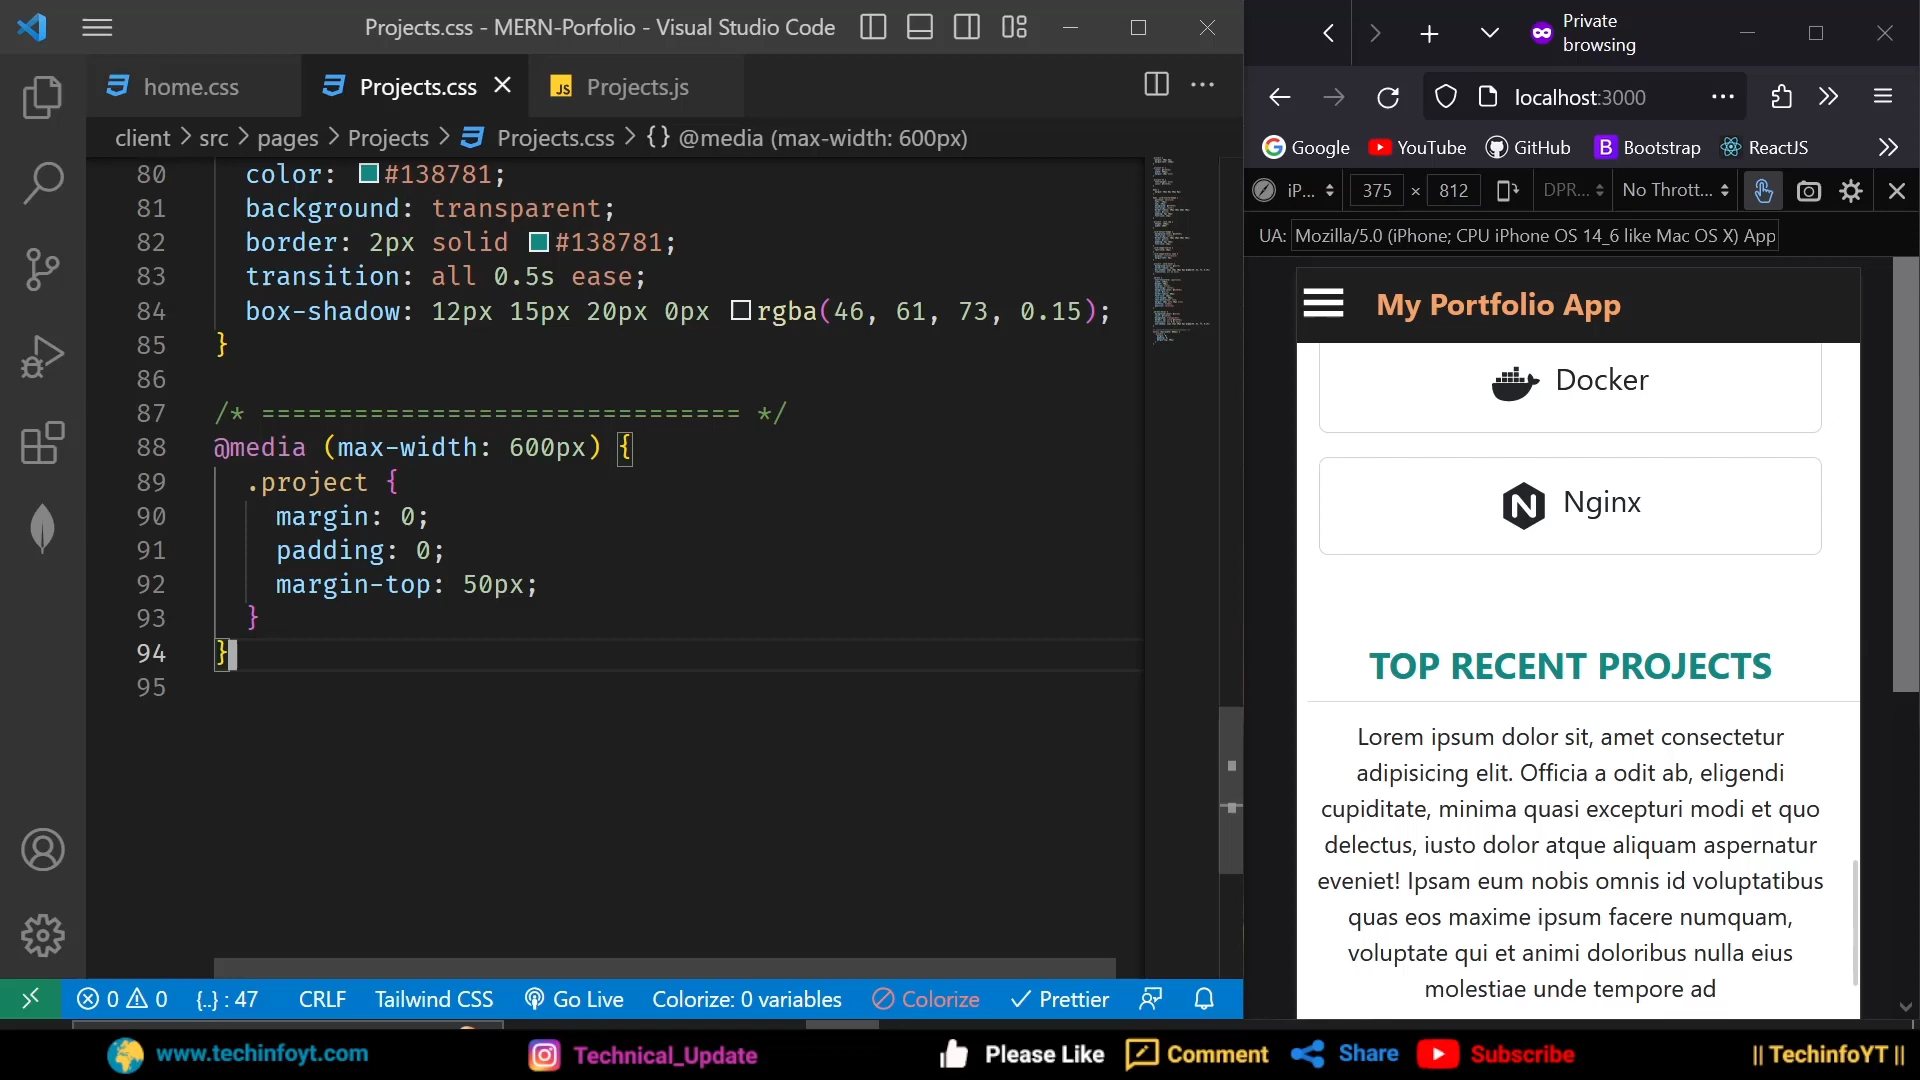 Projects.css - MERN-Porfolio - Visual Studio Code
home.css
Projects.css
JS Projects.js
client > src > pages > Projects > Projects.css > {} @media (max-width: 600px)
80 color: #138781;
81 background: transparent;
82 border: 2px solid #138781;
83 transition: all 0.5s ease;
84 box-shadow: 12px 15px 20px 0px rgba(46, 61, 73, 0.15);
85 }
86
87 /* =============================== */
88 @media (max-width: 600px) {
89 .project {
90 margin: 0;
91 padding: 0;
92 margin-top: 50px;
93 }
94 }
95
0 0 {..} : 47 CRLF Tailwind CSS Go Live Colorize: 0 variables Colorize Prettier
Private
browsing
localhost:3000
Google YouTube GitHub B Bootstrap ReactJS
iP... 375 × 812 DPR... No Thrott...
UA: Mozilla/5.0 (iPhone; CPU iPhone OS 14_6 like Mac OS X) App
My Portfolio App
Docker
N Nginx
TOP RECENT PROJECTS
Lorem ipsum dolor sit, amet consectetur
adipisicing elit. Officia a odit ab, eligendi
cupiditate, minima quasi excepturi modi et quo
delectus, iusto dolor atque aliquam aspernatur
eveniet! Ipsam eum nobis omnis id voluptatibus
quas eos maxime ipsum facere numquam,
voluptate qui et animi doloribus nulla eius
molestiae unde tempore ad
www.techinfoyt.com Technical_Update Please Like Comment Share Subscribe || TechinfoYT ||